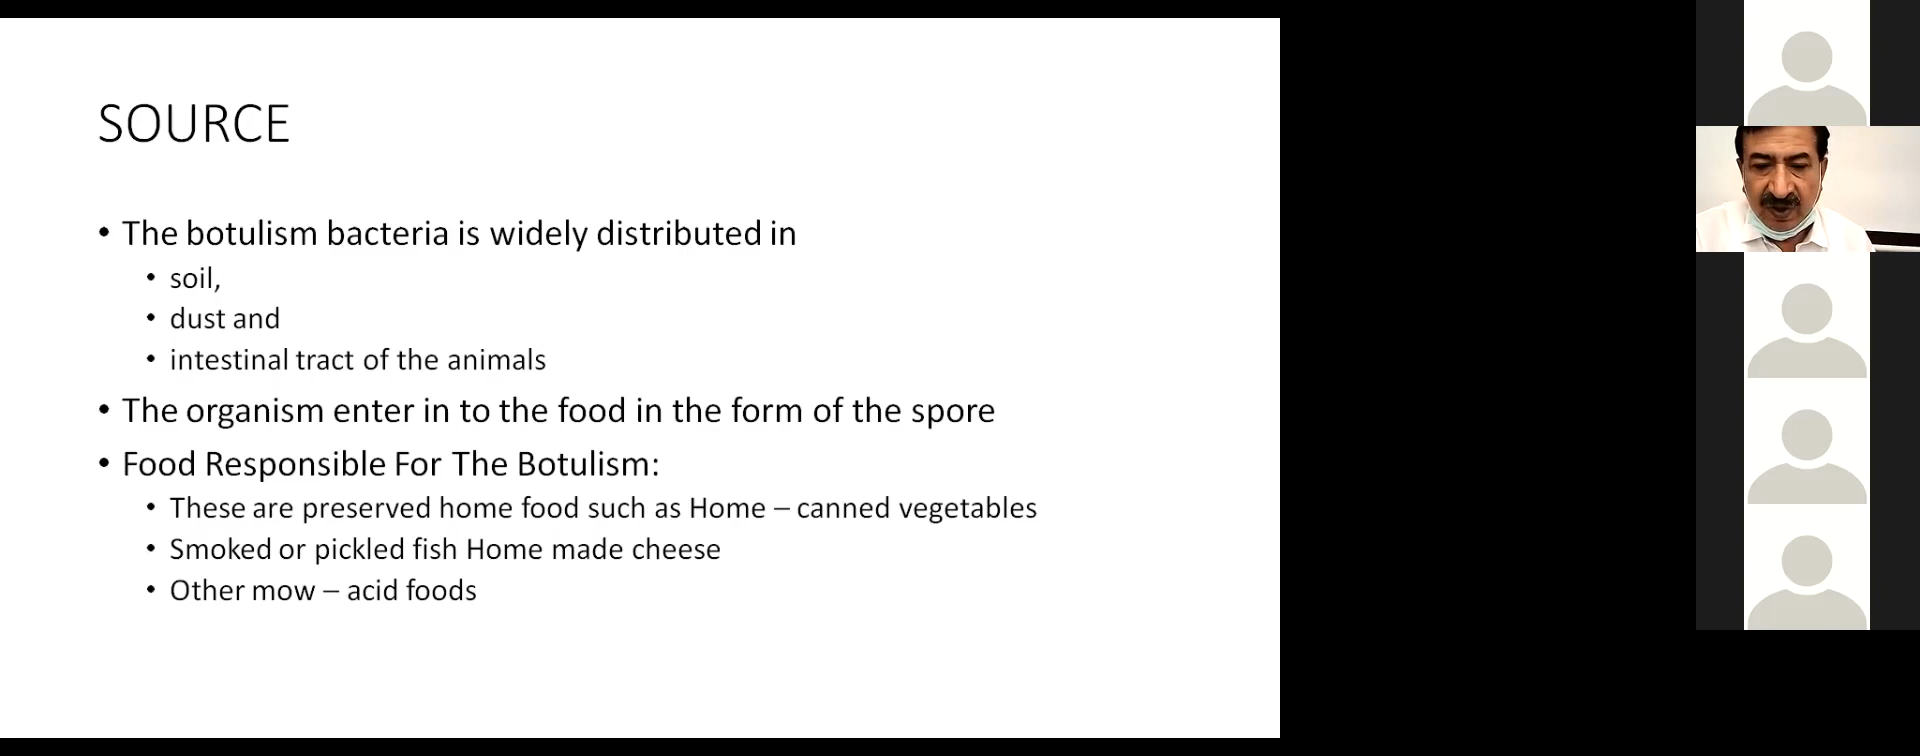 SOURCE
• The botulism bacteria is widely distributed in
• soil,
• dust and
• intestinal tract of the animals
• The organism enter in to the food in the form of the spore
• Food Responsible For The Botulism:
• These are preserved home food such as Home – canned vegetables
• Smoked or pickled fish Home made cheese
• Other mow – acid foods